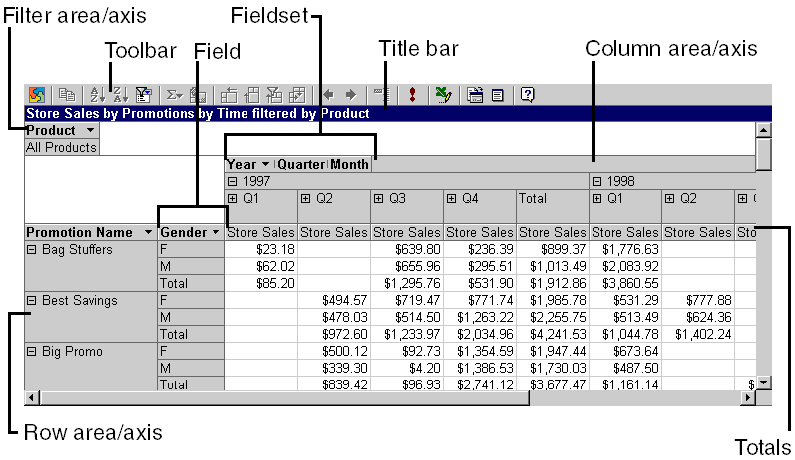 Filter area/axis
Fieldset
Toolbar
Field
Title bar
Column area/axis
Store Sales by Promotions by Time filtered by Product
Product
All Products
Year Quarter Month
1997 1998
Q1 Q2 Q3 Q4 Total Q1 Q2
Promotion Name Gender Store Sales Store Sales Store Sales Store Sales Store Sales Store Sales Store Sales Sto
Bag Stuffers F $23.18 $639.80 $236.39 $899.37 $1,776.63
M $62.02 $655.96 $295.51 $1,013.49 $2,083.92
Total $85.20 $1,295.76 $531.90 $1,912.86 $3,860.55
Best Savings F $494.57 $719.47 $771.74 $1,985.78 $531.29 $777.88
M $478.03 $514.50 $1,263.22 $2,255.75 $513.49 $624.36
Total $972.60 $1,233.97 $2,034.96 $4,241.53 $1,044.78 $1,402.24
Big Promo F $500.12 $92.73 $1,354.59 $1,947.44 $673.64
M $339.30 $4.20 $1,386.53 $1,730.03 $487.50
Total $839.42 $96.93 $2,741.12 $3,677.47 $1,161.14 $
Row area/axis
Totals